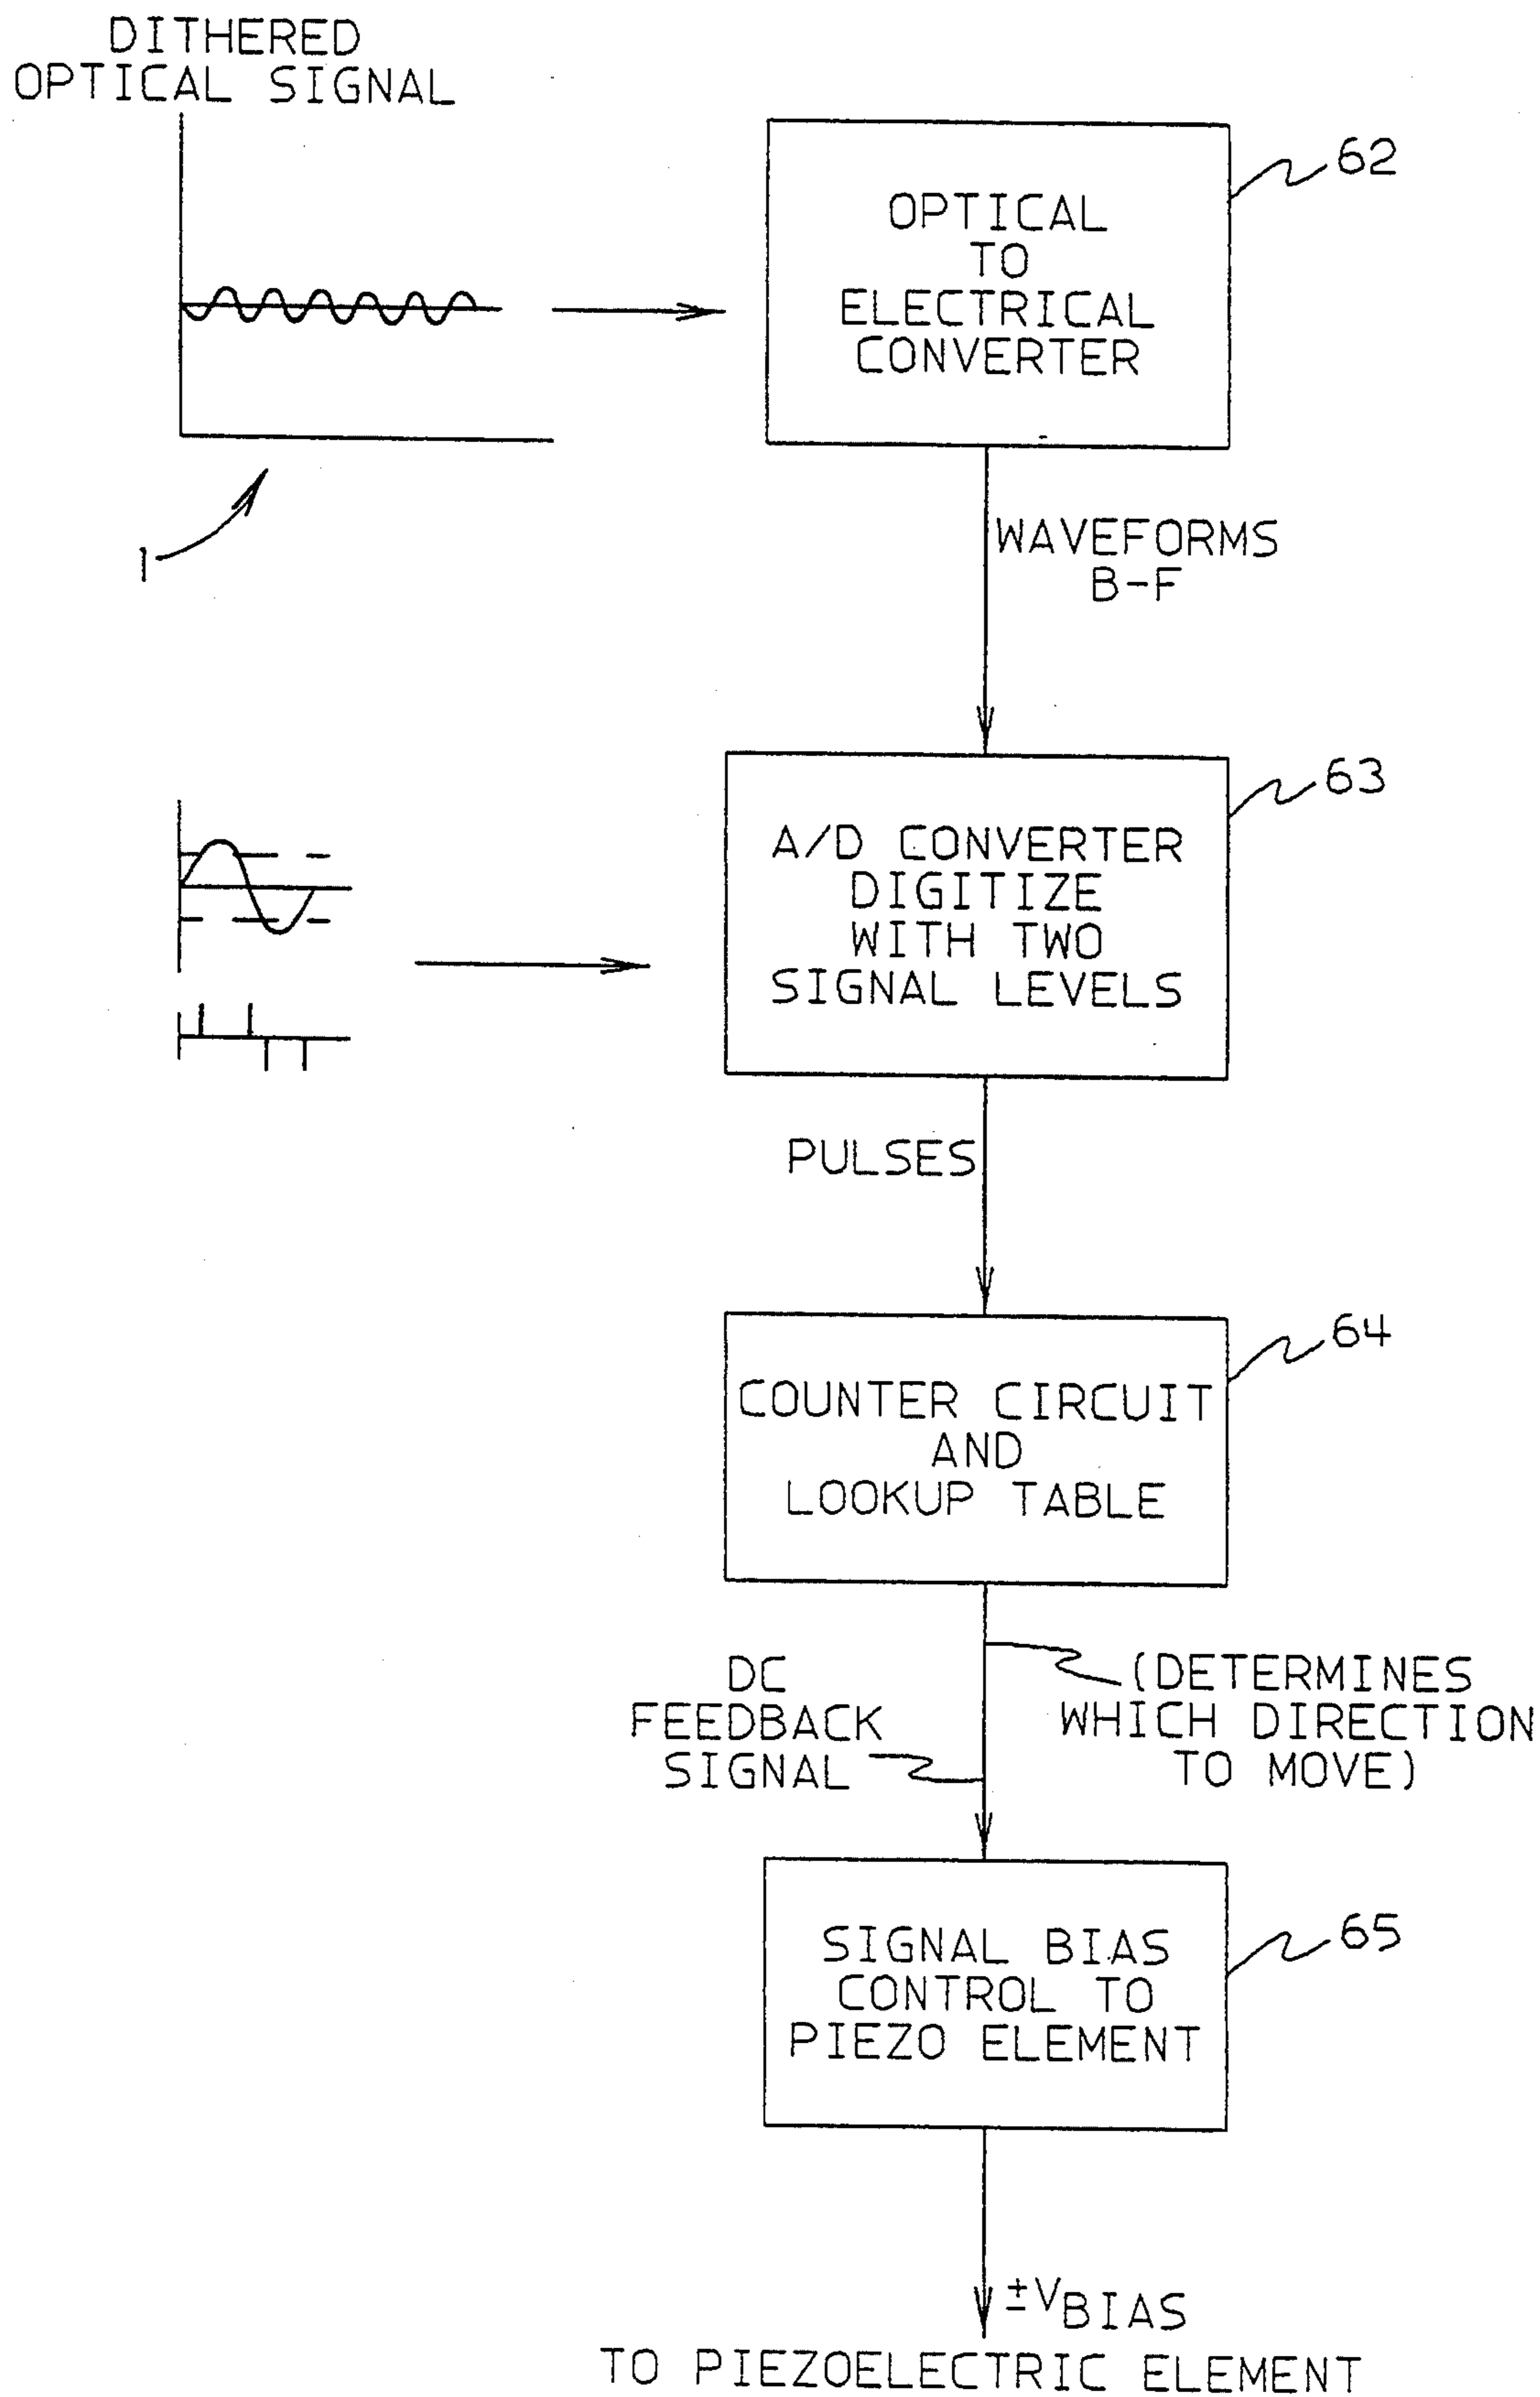 DITHERED
OPTICAL SIGNAL
62
OPTICAL
TO
ELECTRICAL
CONVERTER
1
WAVEFORMS
B-F
63
A/D CONVERTER
DIGITIZE
WITH TWO
SIGNAL LEVELS
PULSES
64
COUNTER CIRCUIT
AND
LOOKUP TABLE
DC
FEEDBACK
SIGNAL
(DETERMINES
WHICH DIRECTION
TO MOVE)
65
SIGNAL BIAS
CONTROL TO
PIEZO ELEMENT
±VBIAS
TO PIEZOELECTRIC ELEMENT